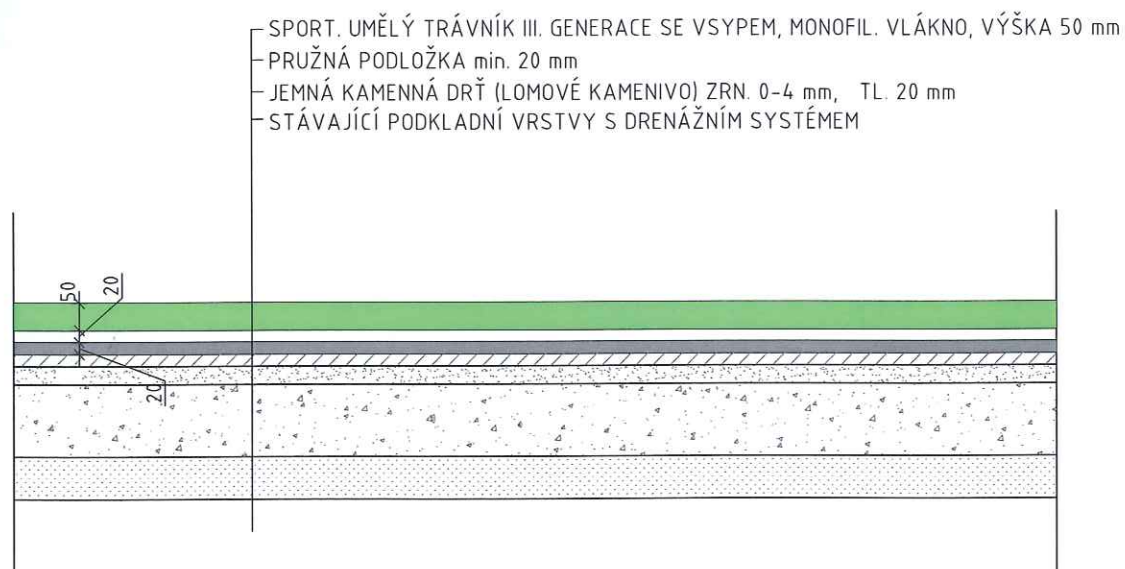 SPORT. UMĚLÝ TRÁVNÍK III. GENERACE SE VSYPEM, MONOFIL. VLÁKNO, VÝŠKA 50 mm
PRUŽNÁ PODLOŽKA min. 20 mm
JEMNÁ KAMENNÁ DRŤ (LOMOVÉ KAMENIVO) ZRN. 0-4 mm, TL. 20 mm
STÁVAJÍCÍ PODKLADNÍ VRSTVY S DRENÁŽNÍM SYSTÉMEM
50
20
20